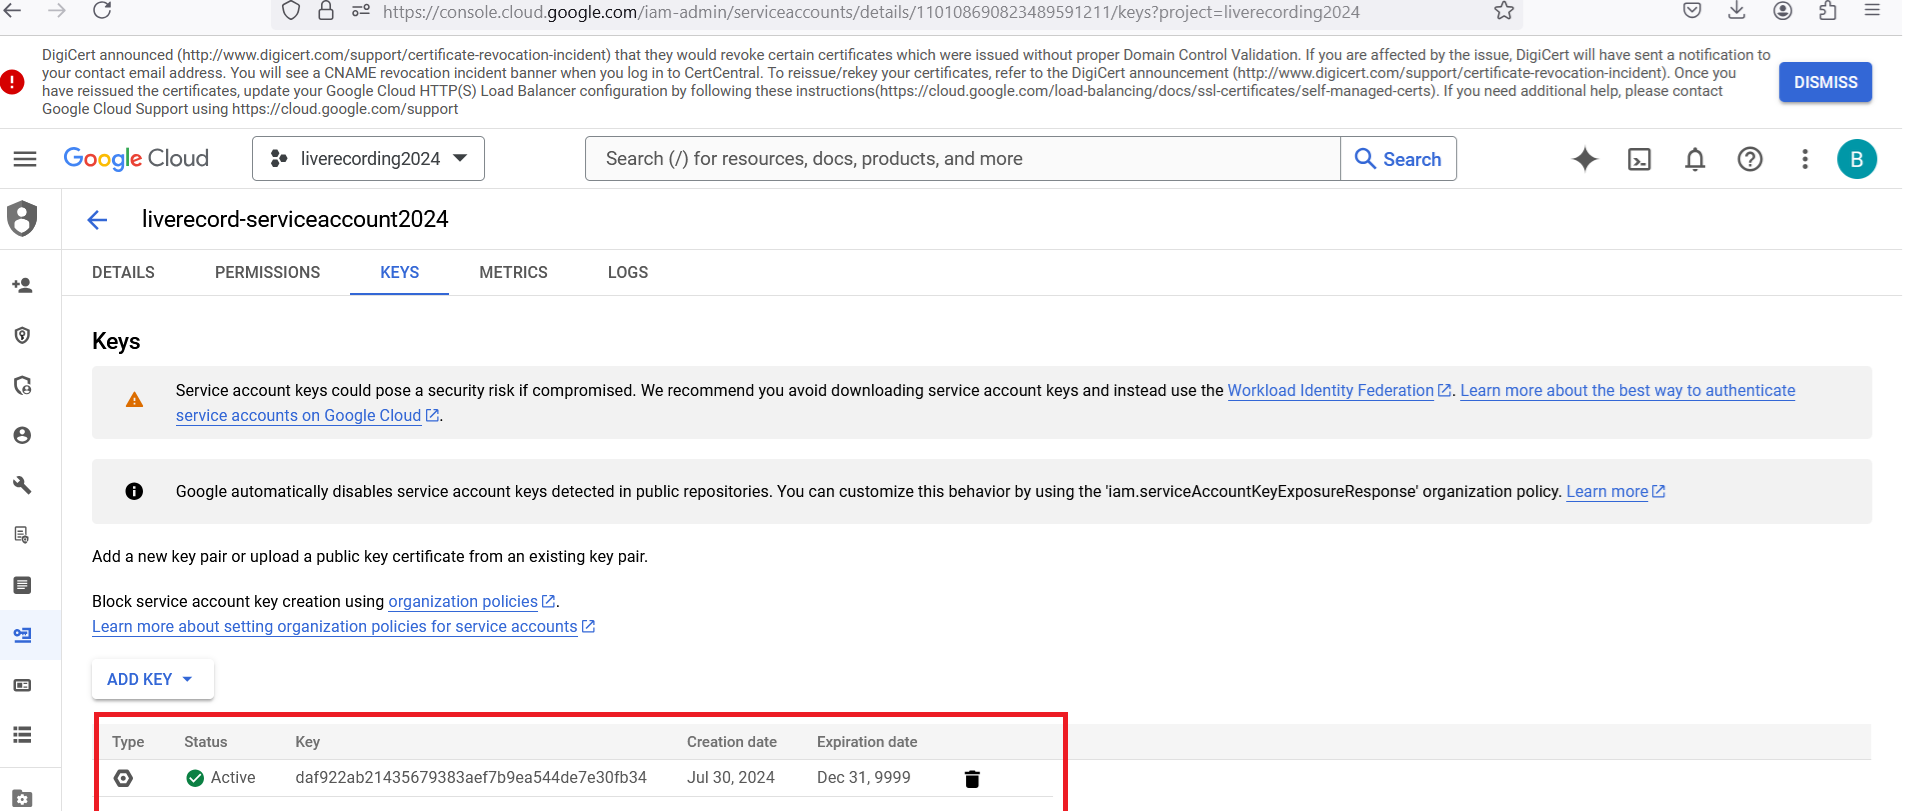 https://console.cloud.google.com/iam-admin/serviceaccounts/details/110108690823489591211/keys?project=liverecording2024
DigiCert announced (http://www.digicert.com/support/certificate-revocation-incident) that they would revoke certain certificates which were issued without proper Domain Control Validation. If you are affected by the issue, DigiCert will have sent a notification to
your contact email address. You will see a CNAME revocation incident banner when you log in to CertCentral. To reissue/rekey your certificates, refer to the DigiCert announcement (http://www.digicert.com/support/certificate-revocation-incident). Once you
have reissued the certificates, update your Google Cloud HTTP(S) Load Balancer configuration by following these instructions(https://cloud.google.com/load-balancing/docs/ssl-certificates/self-managed-certs). If you need additional help, please contact
Google Cloud Support using https://cloud.google.com/support
DISMISS
Google Cloud
liverecording2024
Search (/) for resources, docs, products, and more
Search
B
liverecord-serviceaccount2024
DETAILS PERMISSIONS KEYS METRICS LOGS
Keys
Service account keys could pose a security risk if compromised. We recommend you avoid downloading service account keys and instead use the Workload Identity Federation. Learn more about the best way to authenticate
service accounts on Google Cloud.
Google automatically disables service account keys detected in public repositories. You can customize this behavior by using the 'iam.serviceAccountKeyExposureResponse' organization policy. Learn more
Add a new key pair or upload a public key certificate from an existing key pair.
Block service account key creation using organization policies.
Learn more about setting organization policies for service accounts
ADD KEY
Type Status Key Creation date Expiration date
Active daf922ab21435679383aef7b9ea544de7e30fb34 Jul 30, 2024 Dec 31, 9999